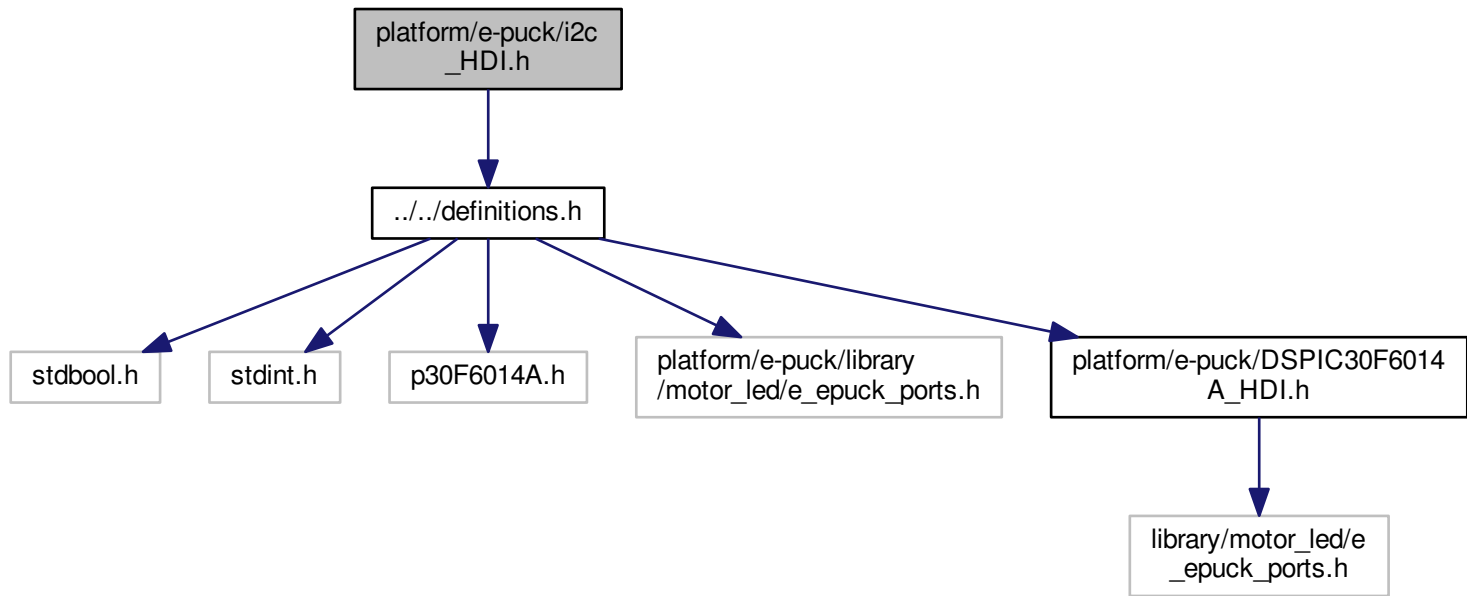 platform/e-puck/i2c
_HDI.h
../../definitions.h
stdbool.h
stdint.h
p30F6014A.h
platform/e-puck/library
/motor_led/e_epuck_ports.h
platform/e-puck/DSPIC30F6014
A_HDI.h
library/motor_led/e
_epuck_ports.h